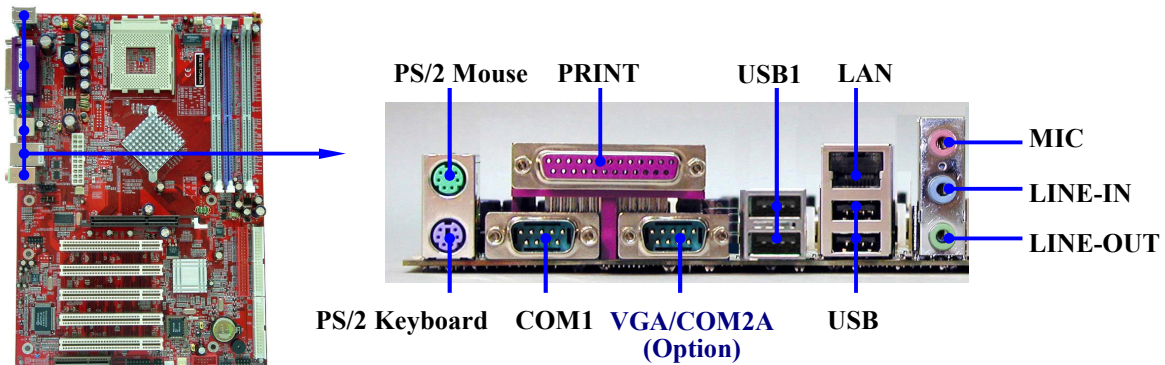 PS/2 Mouse PRINT USB1 LAN
MIC
LINE-IN
LINE-OUT
PS/2 Keyboard COM1 VGA/COM2A USB
(Option)